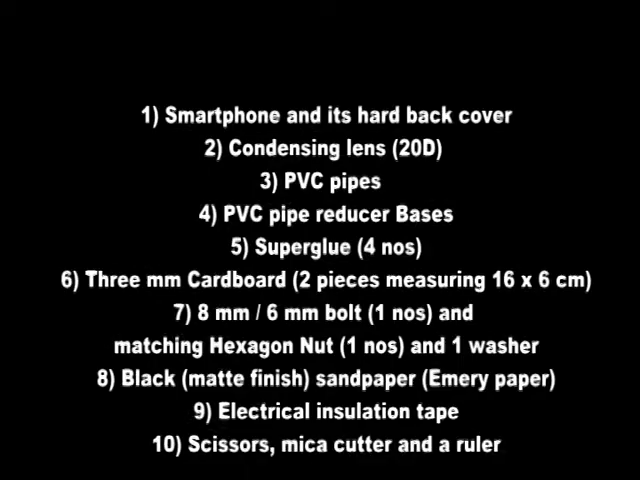 1) Smartphone and its hard back cover
2) Condensing lens (20D)
3) PVC pipes
4) PVC pipe reducer Bases
5) Superglue (4 nos)
6) Three mm Cardboard (2 pieces measuring 16 x 6 cm)
7) 8 mm / 6 mm bolt (1 nos) and
matching Hexagon Nut (1 nos) and 1 washer
8) Black (matte finish) sandpaper (Emery paper)
9) Electrical insulation tape
10) Scissors, mica cutter and a ruler